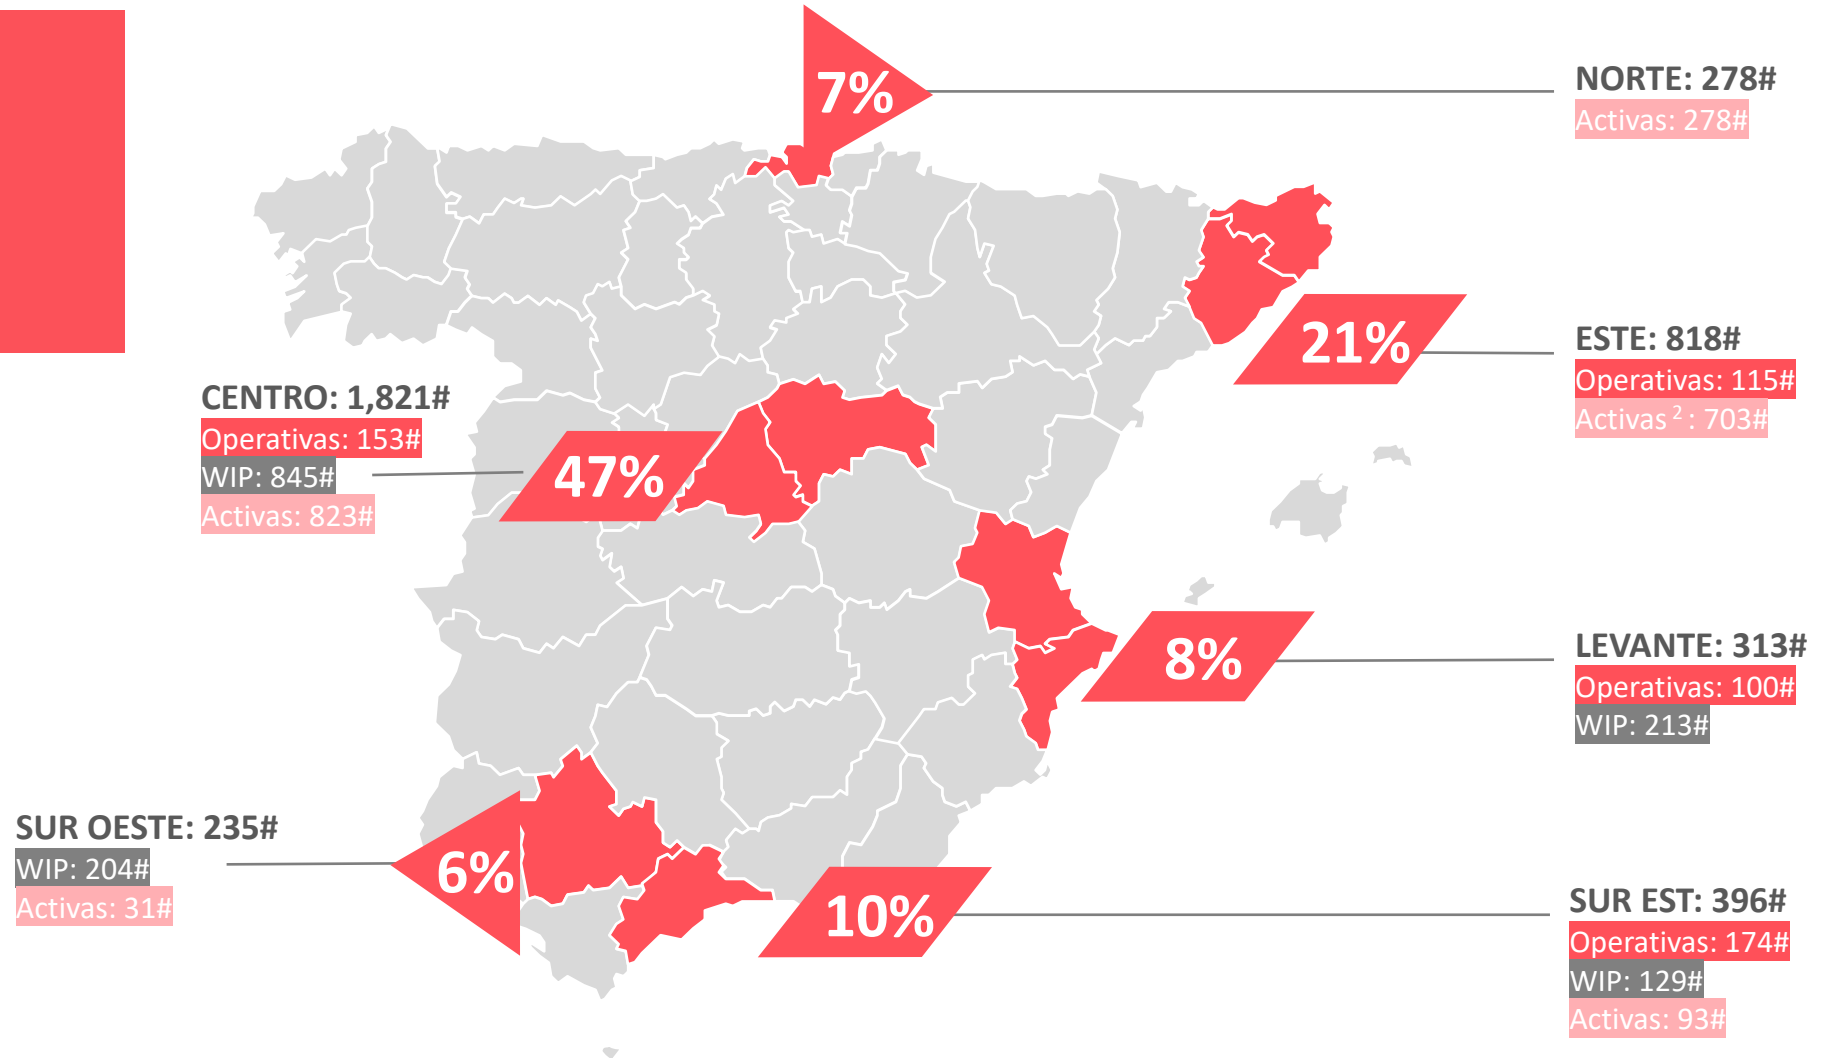 7%
NORTE: 278#
Activas: 278#
21%
ESTE: 818#
Operativas: 115#
Activas ² : 703#
CENTRO: 1,821#
Operativas: 153#
WIP: 845#
Activas: 823#
47%
8%
LEVANTE: 313#
Operativas: 100#
WIP: 213#
SUR OESTE: 235#
WIP: 204#
Activas: 31#
6%
10%
SUR EST: 396#
Operativas: 174#
WIP: 129#
Activas: 93#